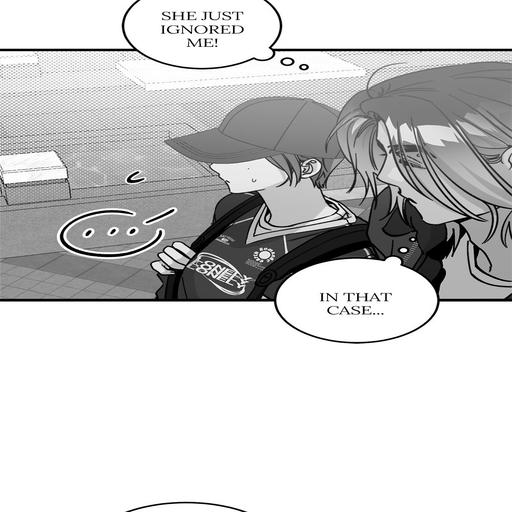 SHE JUST
IGNORED
ME!
...
IN THAT
CASE...